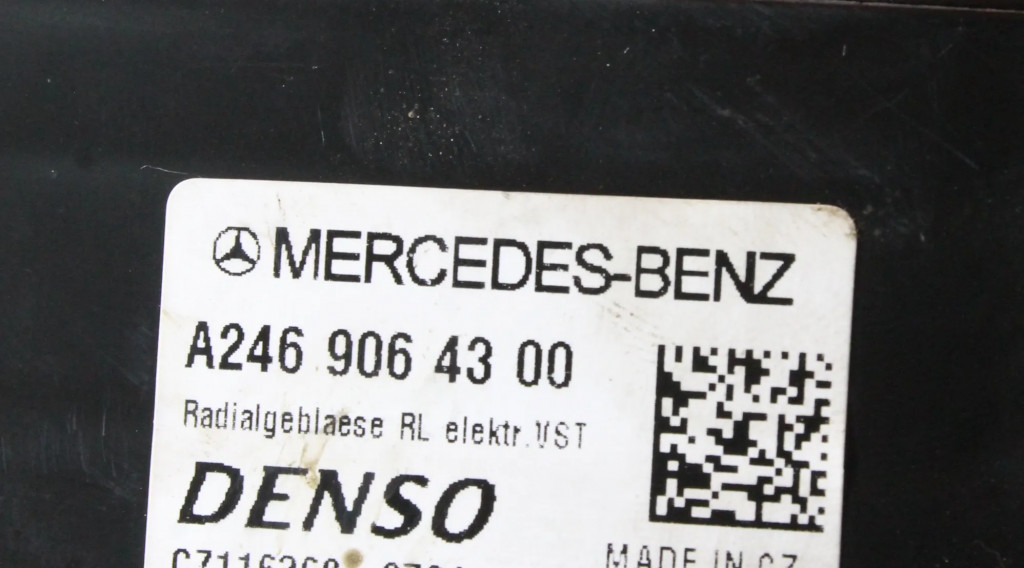 MERCEDES-BENZ
A246 906 43 00
Radialgeblaese RL elektr.VST
DENSO
MADE IN CZ